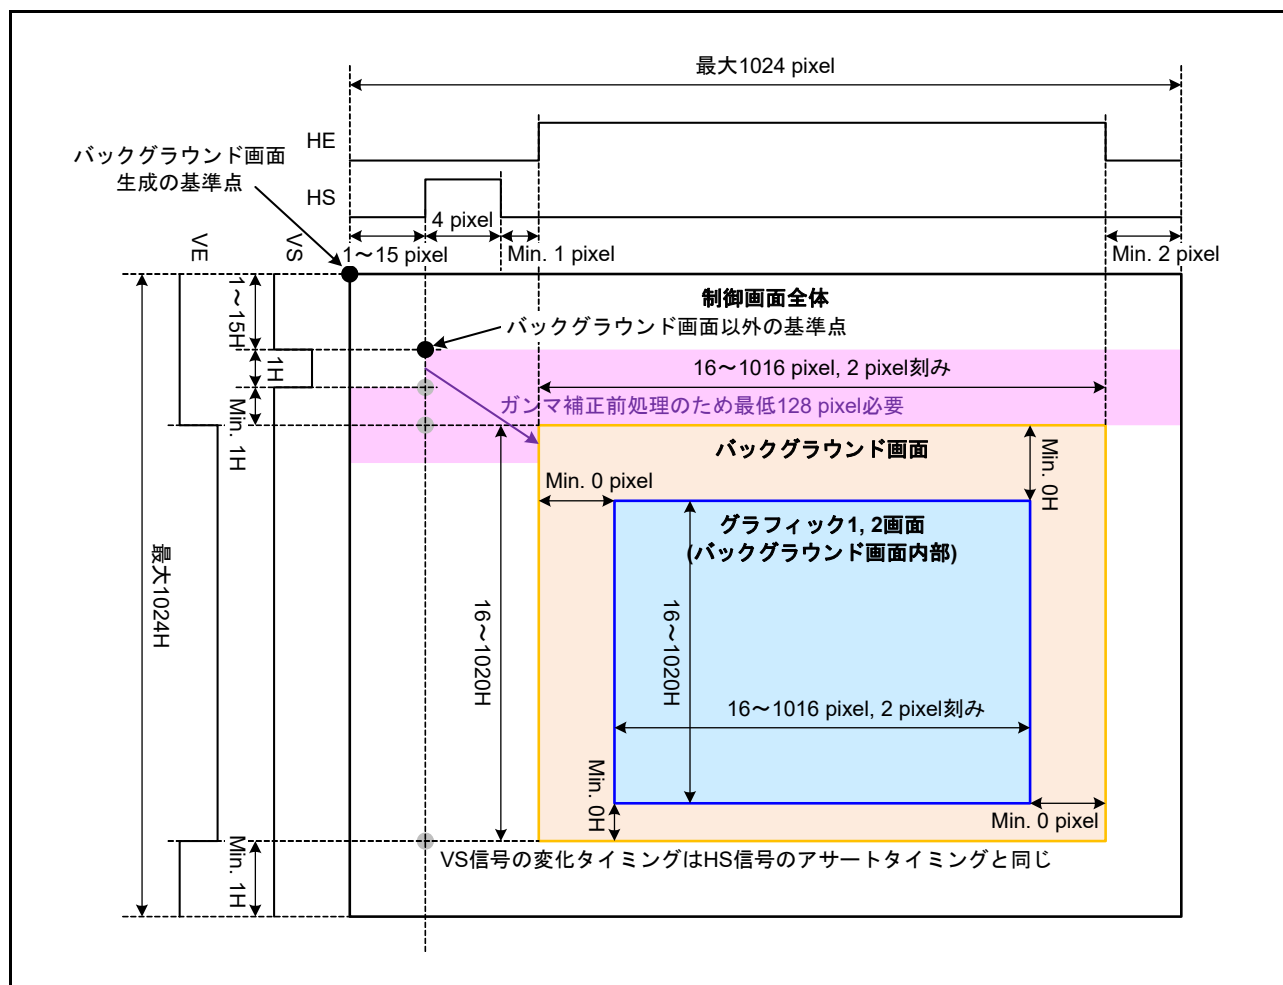 最大1024 pixel
HE
バックグラウンド画面
生成の基準点
HS
4 pixel
VE
VS
1～15 pixel
Min. 1 pixel
Min. 2 pixel
1～15H
制御画面全体
バックグラウンド画面以外の基準点
1H
16～1016 pixel, 2 pixel刻み
ガンマ補正前処理のため最低128 pixel必要
Min. 1H
バックグラウンド画面
Min. 0H
Min. 0 pixel
グラフィック1, 2画面
(バックグラウンド画面内部)
最大1024H
16～1020H
16～1020H
16～1016 pixel, 2 pixel刻み
Min. 0H
Min. 0 pixel
Min. 1H
VS信号の変化タイミングはHS信号のアサートタイミングと同じ